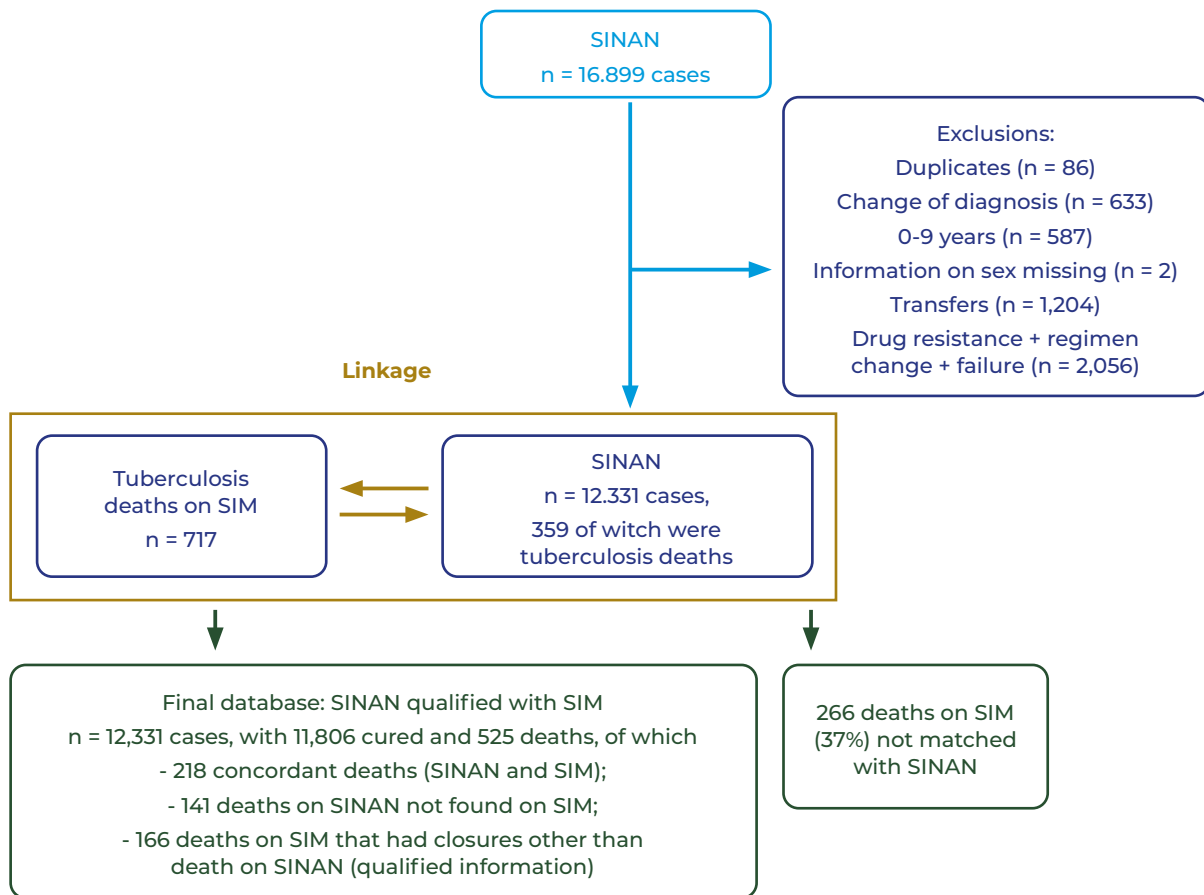 SINAN
n = 16.899 cases
Exclusions:
Duplicates (n = 86)
Change of diagnosis (n = 633)
0-9 years (n = 587)
Information on sex missing (n = 2)
Transfers (n = 1,204)
Drug resistance + regimen
change + failure (n = 2,056)
Linkage
Tuberculosis
deaths on SIM
n = 717
SINAN
n = 12.331 cases,
359 of witch were
tuberculosis deaths
Final database: SINAN qualified with SIM
n = 12,331 cases, with 11,806 cured and 525 deaths, of which
- 218 concordant deaths (SINAN and SIM);
- 141 deaths on SINAN not found on SIM;
- 166 deaths on SIM that had closures other than
death on SINAN (qualified information)
266 deaths on SIM
(37%) not matched
with SINAN